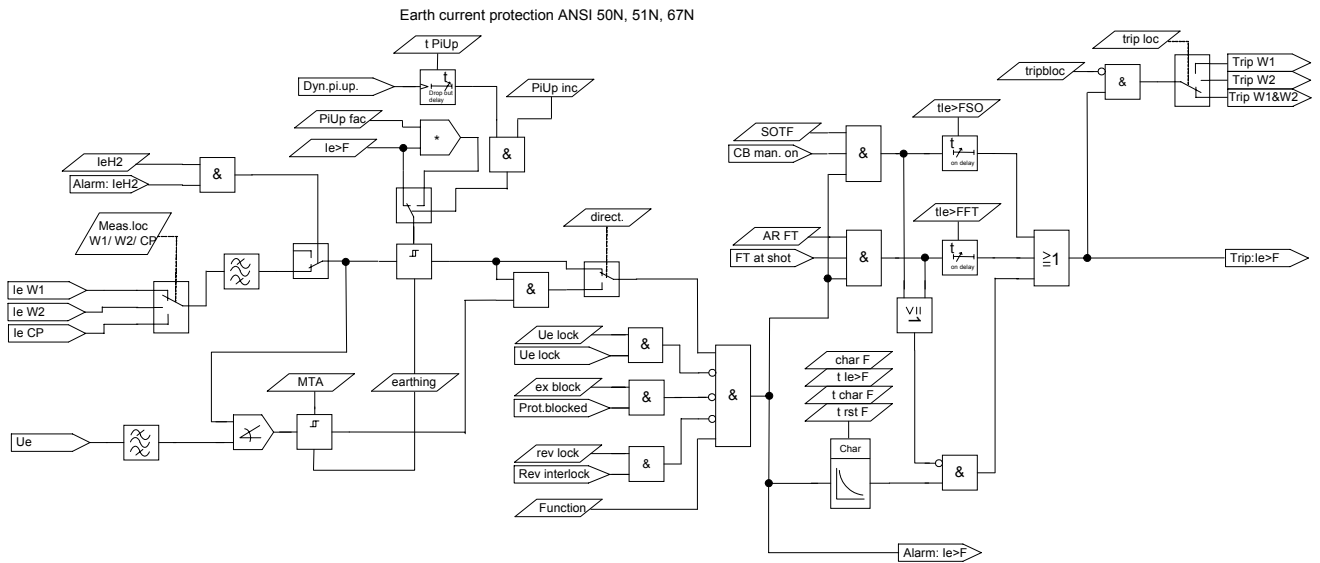 Earth current protection ANSI 50N, 51N, 67N
t PiUp
Dyn.pi.up.
t
Drop out
delay
PiUp inc
PiUp fac
*
Ie>F
&
IeH2
Alarm: IeH2
&
Meas.loc
W1/ W2/ CP
Ie W1
Ie W2
Ie CP
direct.
&
MTA
earthing
Ue
Ue lock
Ue lock
&
ex block
Prot.blocked
&
rev lock
Rev interlock
&
Function
&
SOTF
CB man. on
&
tIe>FSO
t
on delay
AR FT
FT at shot
&
tIe>FFT
t
on delay
≥1
≥1
char F
t Ie>F
t char F
t rst F
Char
&
Alarm: Ie>F
Trip:Ie>F
tripbloc
&
trip loc
Trip W1
Trip W2
Trip W1&W2